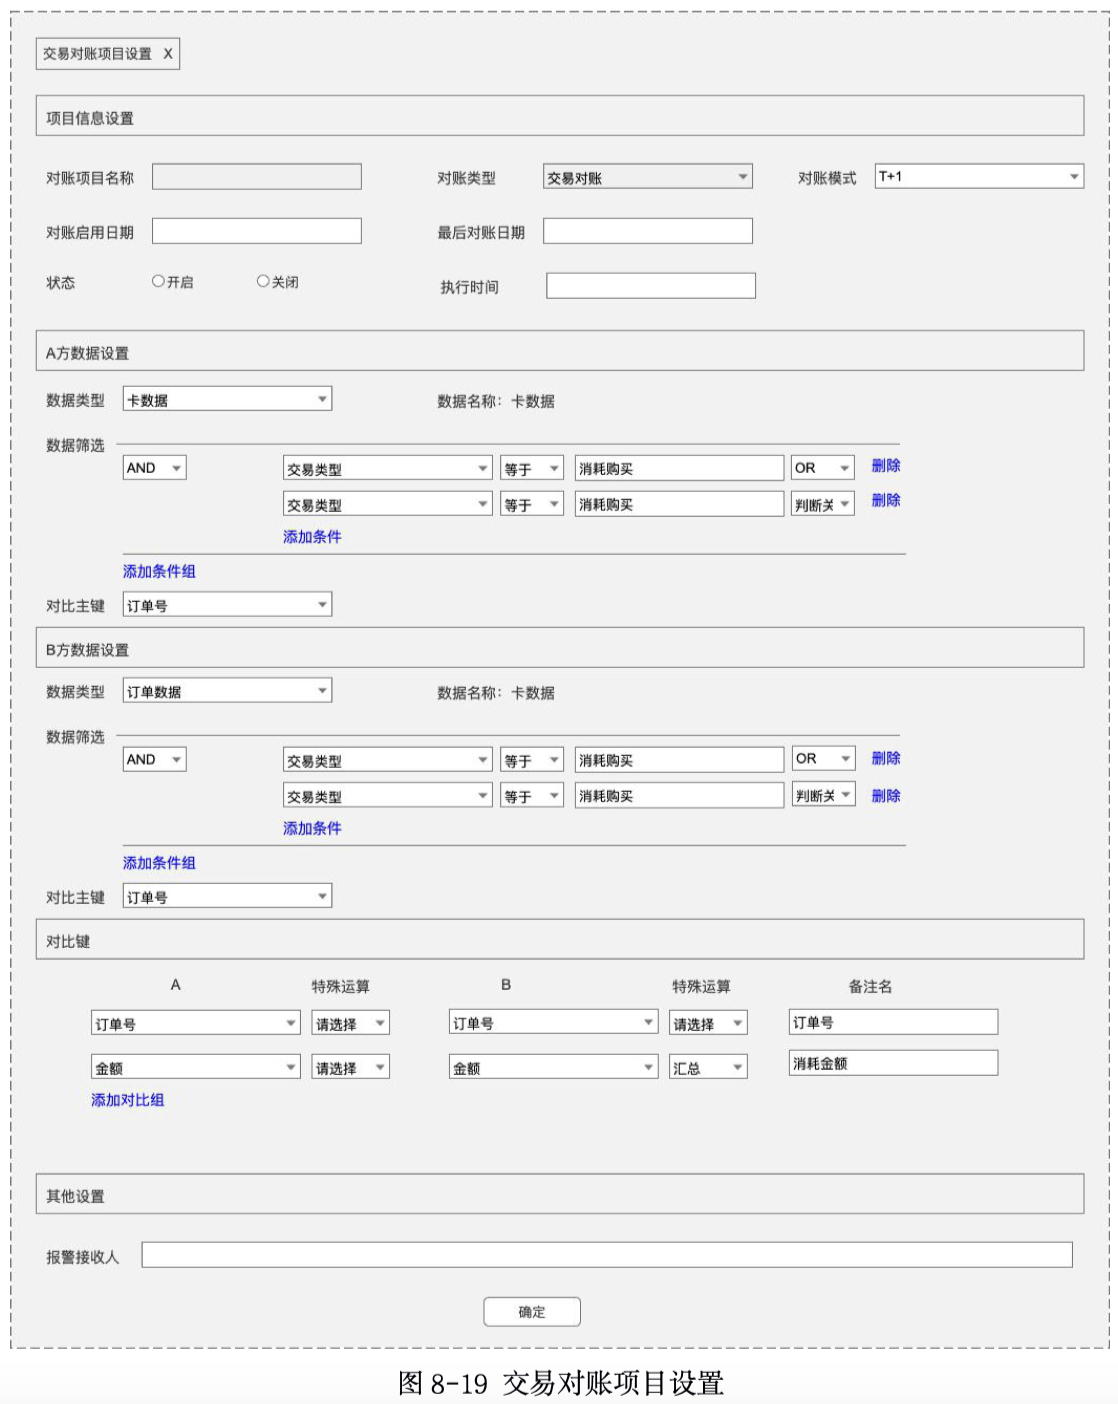 交易对账项目设置 X
项目信息设置
对账项目名称 对账类型 交易对账 对账模式 T+1
对账启用日期 最后对账日期
状态 开启 关闭 执行时间
A方数据设置
数据类型 卡数据 数据名称：卡数据
数据筛选
AND 交易类型 等于 消耗购买 OR 删除
交易类型 等于 消耗购买 判断关 删除
添加条件
添加条件组
对比主键 订单号
B方数据设置
数据类型 订单数据 数据名称：卡数据
数据筛选
AND 交易类型 等于 消耗购买 OR 删除
交易类型 等于 消耗购买 判断关 删除
添加条件
添加条件组
对比主键 订单号
对比键
A 特殊运算 B 特殊运算 备注名
订单号 请选择 订单号 请选择 订单号
金额 请选择 金额 汇总 消耗金额
添加对比组
其他设置
报警接收人
确定
图 8-19 交易对账项目设置